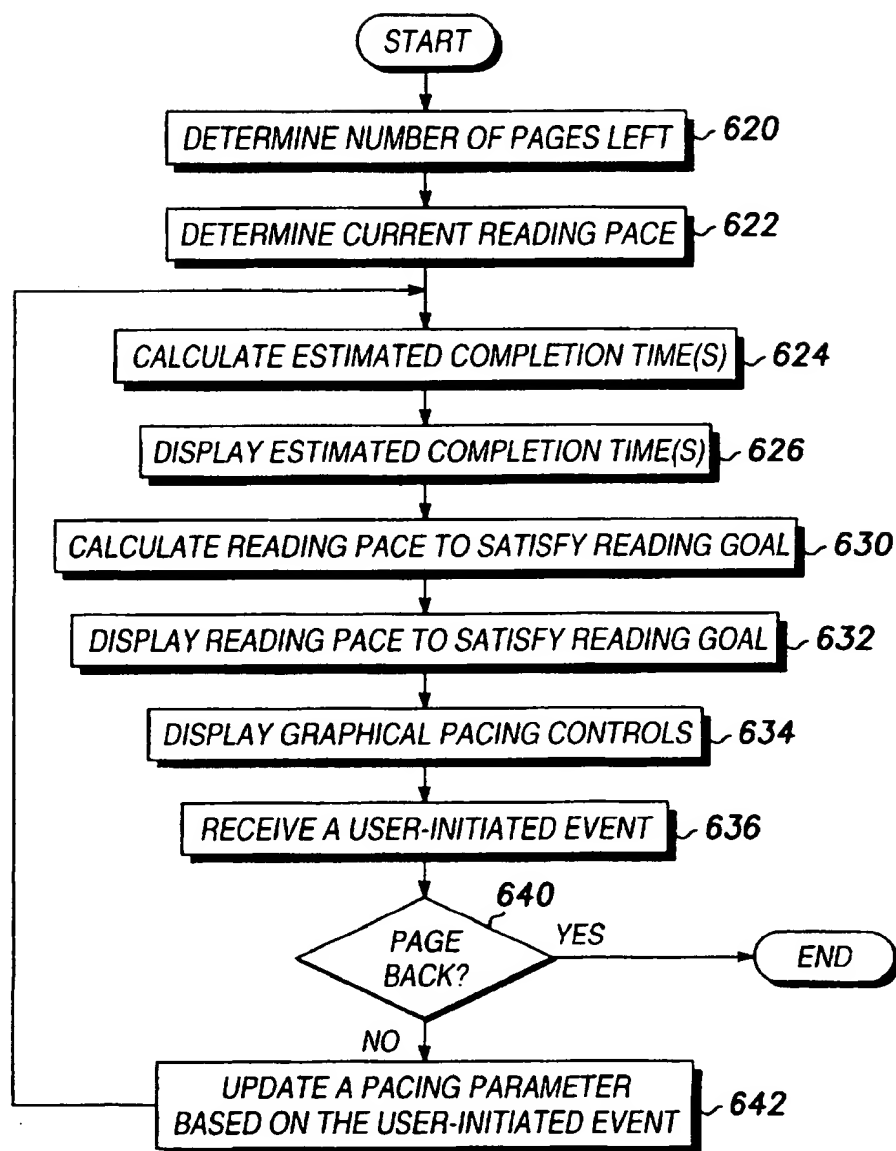 START
DETERMINE NUMBER OF PAGES LEFT 620
DETERMINE CURRENT READING PACE 622
CALCULATE ESTIMATED COMPLETION TIME(S) 624
DISPLAY ESTIMATED COMPLETION TIME(S) 626
CALCULATE READING PACE TO SATISFY READING GOAL 630
DISPLAY READING PACE TO SATISFY READING GOAL 632
DISPLAY GRAPHICAL PACING CONTROLS 634
RECEIVE A USER-INITIATED EVENT 636
640
PAGE
BACK?
YES
END
NO
UPDATE A PACING PARAMETER
BASED ON THE USER-INITIATED EVENT 642